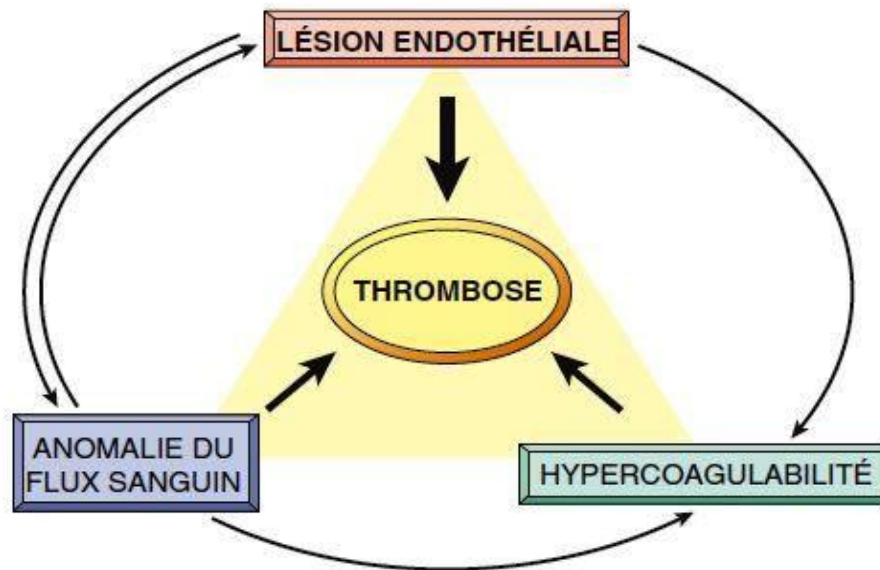 LÉSION ENDOTHÉLIALE
THROMBOSE
ANOMALIE DU
FLUX SANGUIN
HYPERCOAGULABILITÉ